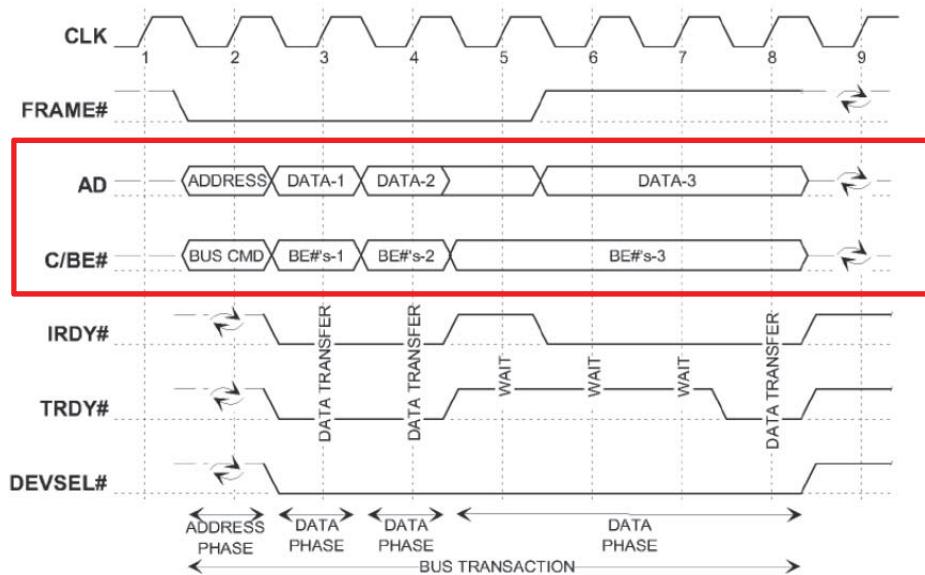 CLK
1 2 3 4 5 6 7 8 9
FRAME#
AD ADDRESS DATA-1 DATA-2 DATA-3
C/BE# BUS CMD BE#'s-1 BE#'s-2 BE#'s-3
IRDY#
TRDY#
DATA TRANSFER
DATA TRANSFER
WAIT
WAIT
WAIT
DATA TRANSFER
DEVSEL#
ADDRESS
PHASE
DATA
PHASE
DATA
PHASE
DATA
PHASE
BUS TRANSACTION